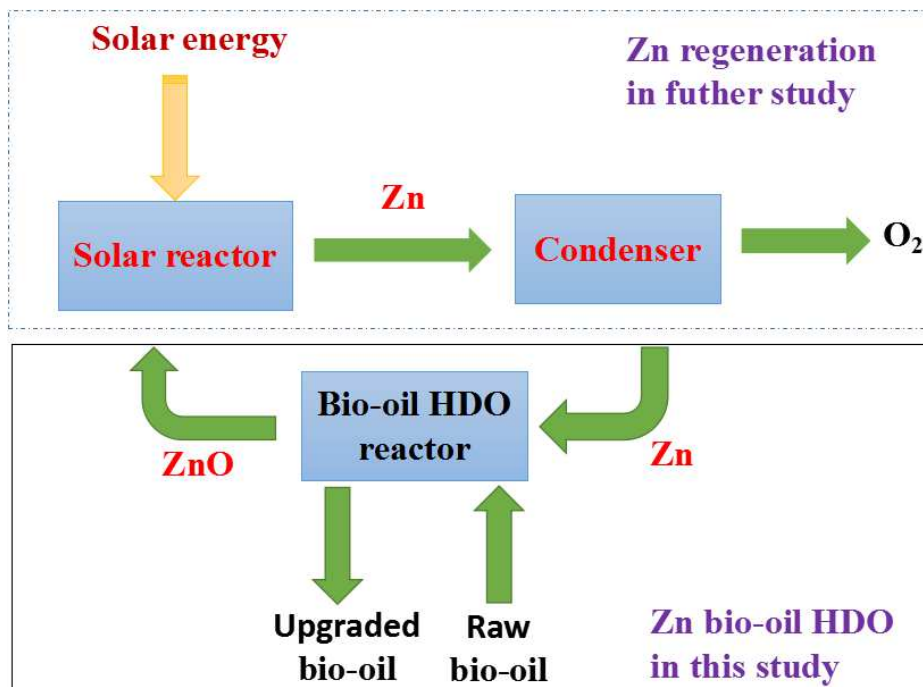 Solar energy
Zn regeneration
in futher study
Zn
Solar reactor
Condenser
O₂
Bio-oil HDO
reactor
ZnO
Zn
Upgraded
bio-oil
Raw
bio-oil
Zn bio-oil HDO
in this study